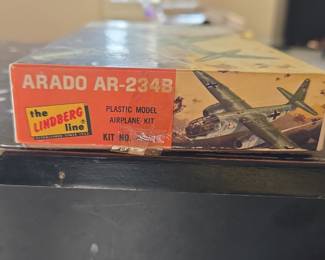 ARADO AR-234B
the
LINDBERG
line
PLASTIC MODEL
AIRPLANE KIT
KIT NO.